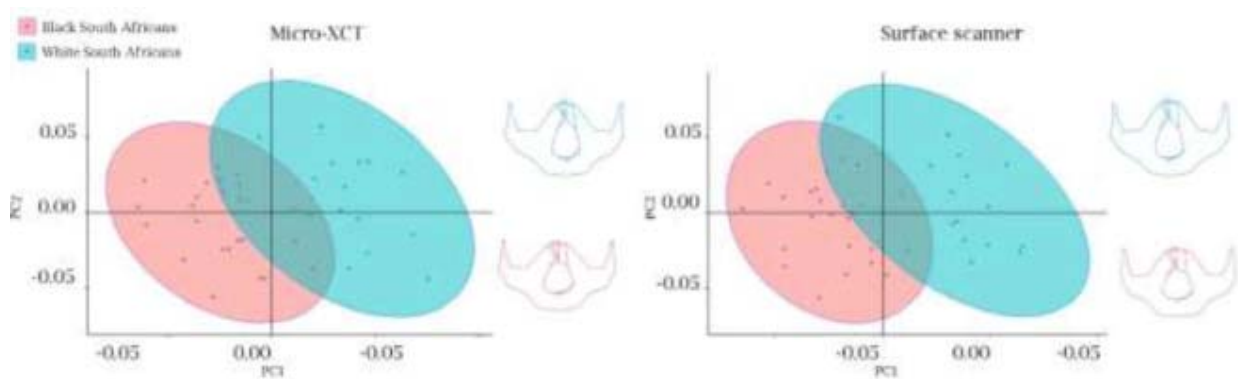 Black South Africans
White South Africans
Micro-XCT
0.05
0.00
-0.05
PC2
-0.05 0.00 -0.05
PC1
Surface scanner
0.05
0.00
-0.05
PC2
-0.05 0.00 -0.05
PC1